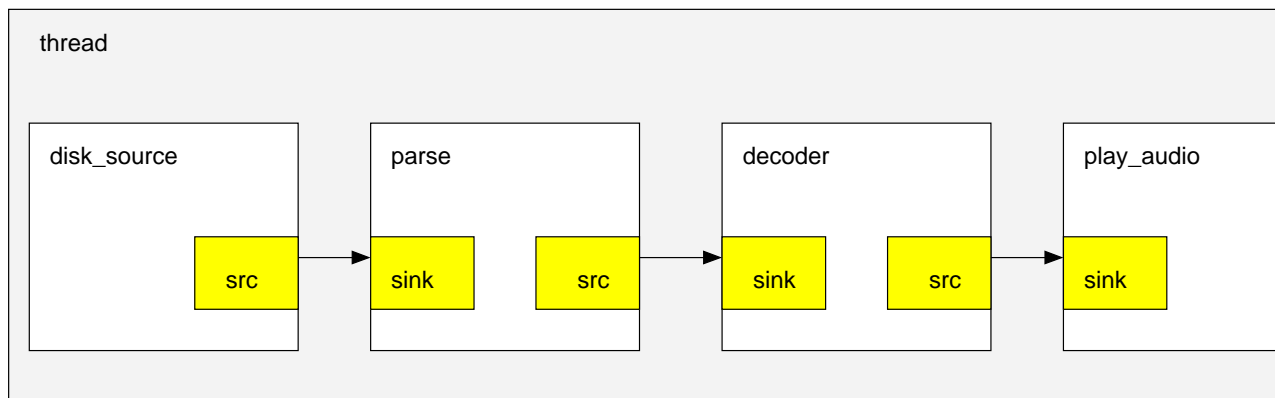 thread
disk_source
parse
decoder
play_audio
src
sink
src
sink
src
sink